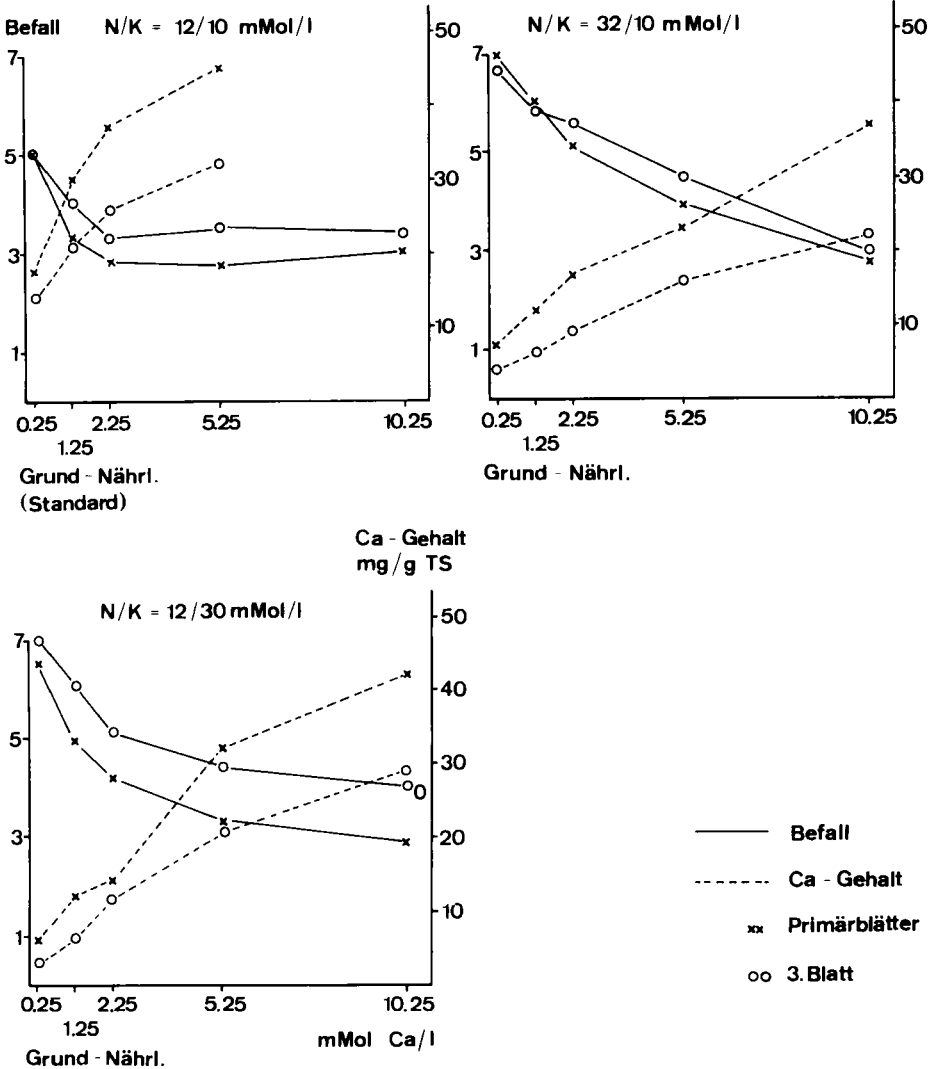 Befall N/K = 12/10 mMol/l
50
7
5
30
3
10
1
0.25 2.25 5.25 10.25
1.25
Grund - Nährl.
(Standard)
N/K = 32/10 mMol/l
50
7
5
30
3
10
1
0.25 2.25 5.25 10.25
1.25
Grund - Nährl.
Ca - Gehalt
mg/g TS
N/K = 12/30 mMol/l
50
7
40
5
30
3
20
10
1
0.25 2.25 5.25 10.25
1.25
mMol Ca/l
Grund - Nährl.
Befall
Ca - Gehalt
xx Primärblätter
oo 3. Blatt